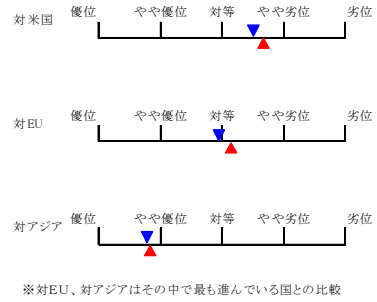 対米国 優位 やや優位 対等 やや劣位 劣位
対EU 優位 やや優位 対等 やや劣位 劣位
対アジア 優位 やや優位 対等 やや劣位 劣位
※対EU、対アジアはその中で最も進んでいる国との比較